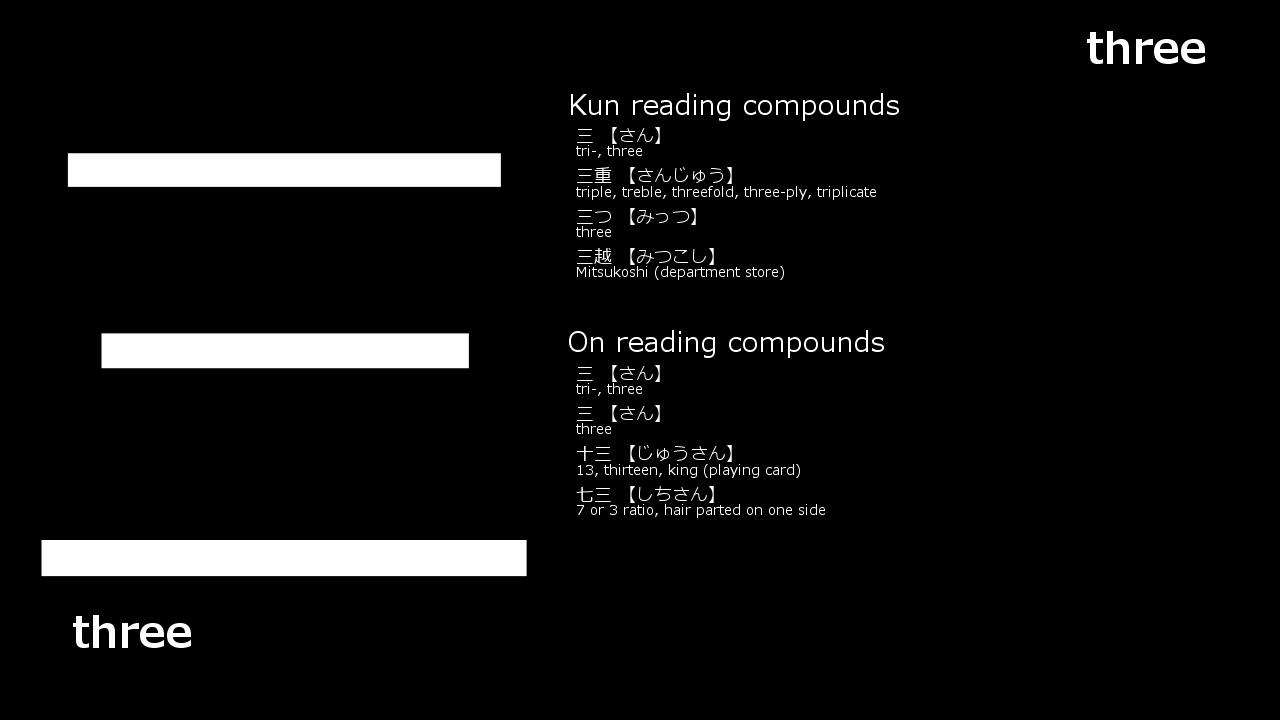 three
三
Kun reading compounds
三 【さん】
tri-, three
三重 【さんじゅう】
triple, treble, threefold, three-ply, triplicate
三つ 【みっつ】
three
三越 【みつこし】
Mitsukoshi (department store)
On reading compounds
三 【さん】
tri-, three
三 【さん】
three
十三 【じゅうさん】
13, thirteen, king (playing card)
七三 【しちさん】
7 or 3 ratio, hair parted on one side
three